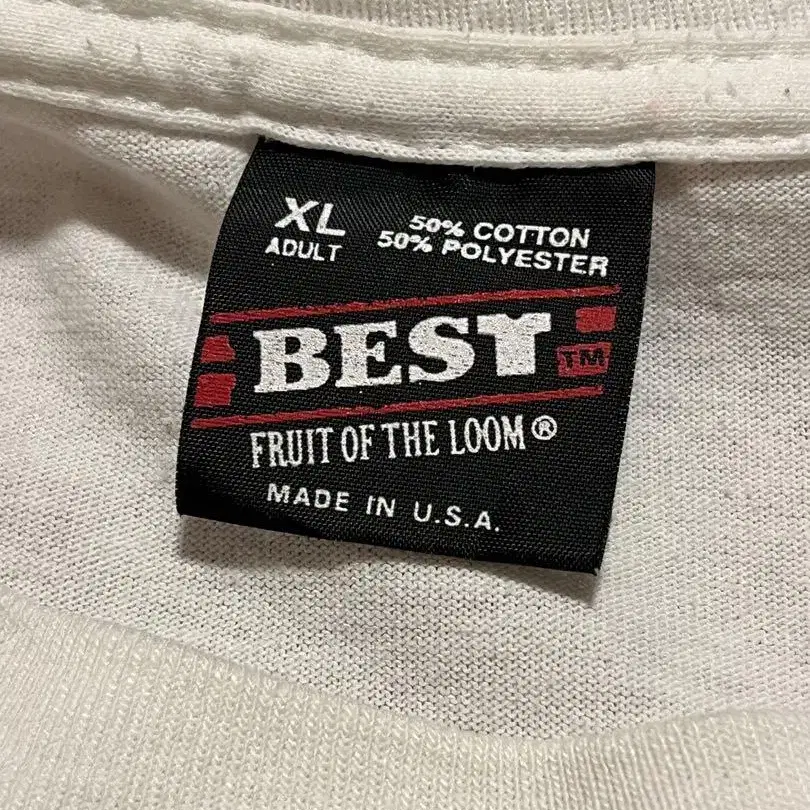 XL
ADULT
50% COTTON
50% POLYESTER
BEST
TM
FRUIT OF THE LOOM®
MADE IN U.S.A.